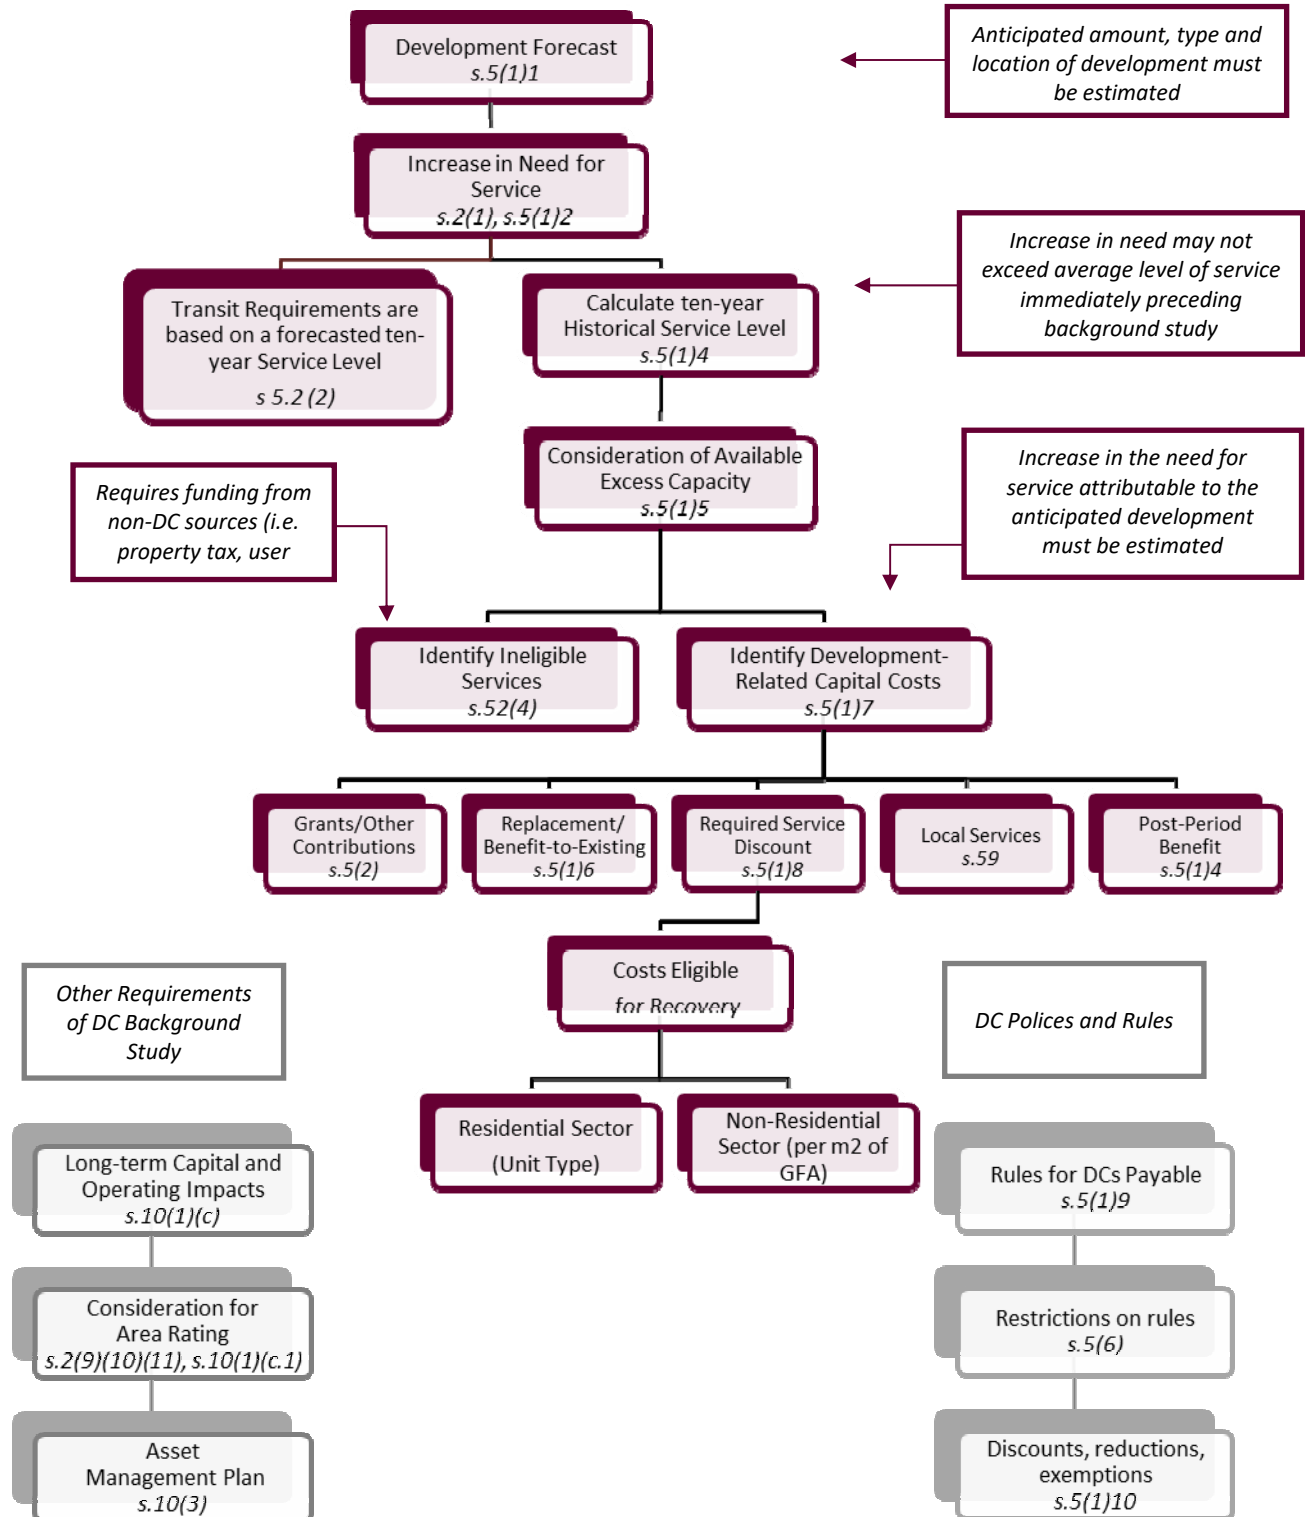 Development Forecast
s.5(1)1
Anticipated amount, type and
location of development must
be estimated
Increase in Need for
Service
s.2(1), s.5(1)2
Increase in need may not
exceed average level of service
immediately preceding
background study
Transit Requirements are
based on a forecasted ten-
year Service Level
s 5.2 (2)
Calculate ten-year
Historical Service Level
s.5(1)4
Consideration of Available
Excess Capacity
s.5(1)5
Requires funding from
non-DC sources (i.e.
property tax, user
Increase in the need for
service attributable to the
anticipated development
must be estimated
Identify Ineligible
Services
s.52(4)
Identify Development-
Related Capital Costs
s.5(1)7
Grants/Other
Contributions
s.5(2)
Replacement/
Benefit-to-Existing
s.5(1)6
Required Service
Discount
s.5(1)8
Local Services
s.59
Post-Period
Benefit
s.5(1)4
Costs Eligible
for Recovery
Residential Sector
(Unit Type)
Non-Residential
Sector (per m2 of
GFA)
Other Requirements
of DC Background
Study
Long-term Capital and
Operating Impacts
s.10(1)(c)
Consideration for
Area Rating
s.2(9)(10)(11), s.10(1)(c.1)
Asset
Management Plan
s.10(3)
DC Polices and Rules
Rules for DCs Payable
s.5(1)9
Restrictions on rules
s.5(6)
Discounts, reductions,
exemptions
s.5(1)10